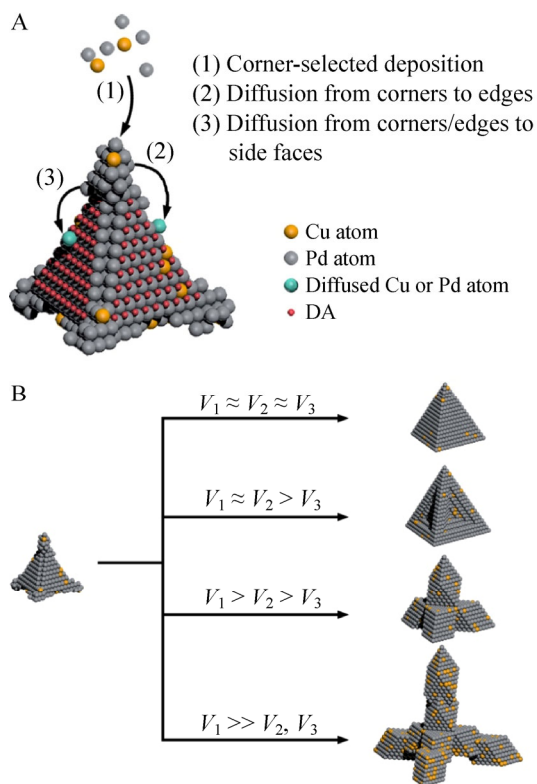 A
(1) Corner-selected deposition
(2) Diffusion from corners to edges
(3) Diffusion from corners/edges to
side faces
(1)
(2)
(3)
Cu atom
Pd atom
Diffused Cu or Pd atom
DA
B
V₁ ≈ V₂ ≈ V₃
V₁ ≈ V₂ > V₃
V₁ > V₂ > V₃
V₁ >> V₂, V₃